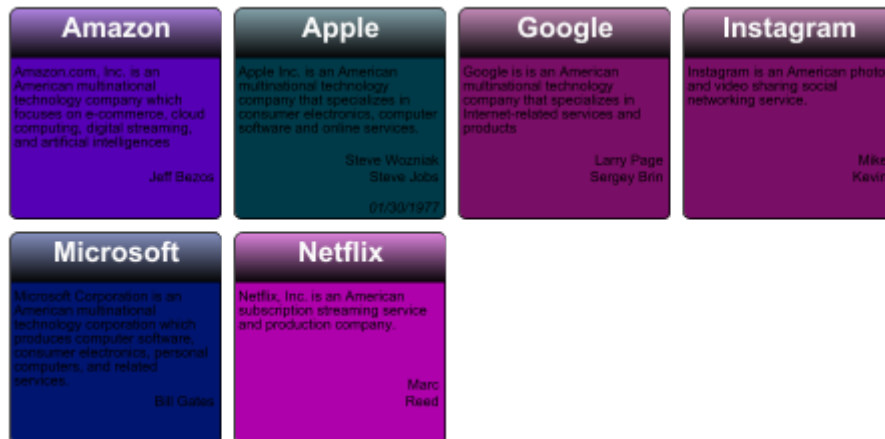 Amazon
Amazon.com, Inc. is an
American multinational
technology company which
focuses on e-commerce, cloud
computing, digital streaming,
and artificial intelligences
Jeff Bezos
Apple
Apple Inc. is an American
multinational technology
company that specializes in
consumer electronics, computer
software and online services.
Steve Wozniak
Steve Jobs
01/30/1977
Google
Google is is an American
multinational technology
company that specializes in
Internet-related services and
products
Larry Page
Sergey Brin
Instagram
Instagram is an American photo
and video sharing social
networking service.
Mike
Kevin
Microsoft
Microsoft Corporation is an
American multinational
technology corporation which
produces computer software,
consumer electronics, personal
computers, and related
services.
Bill Gates
Netflix
Netflix, Inc. is an American
subscription streaming service
and production company.
Marc
Reed